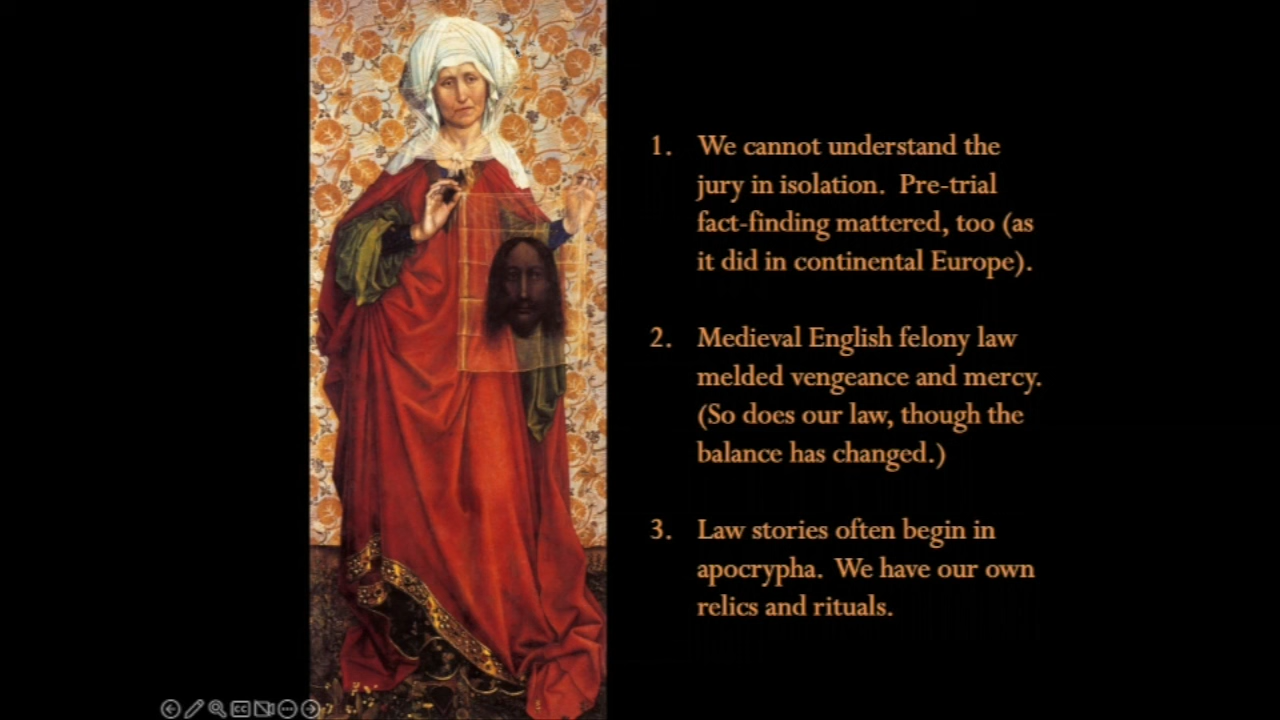 1. We cannot understand the
jury in isolation. Pre-trial
fact-finding mattered, too (as
it did in continental Europe).
2. Medieval English felony law
melded vengeance and mercy.
(So does our law, though the
balance has changed.)
3. Law stories often begin in
apocrypha. We have our own
relics and rituals.
CC